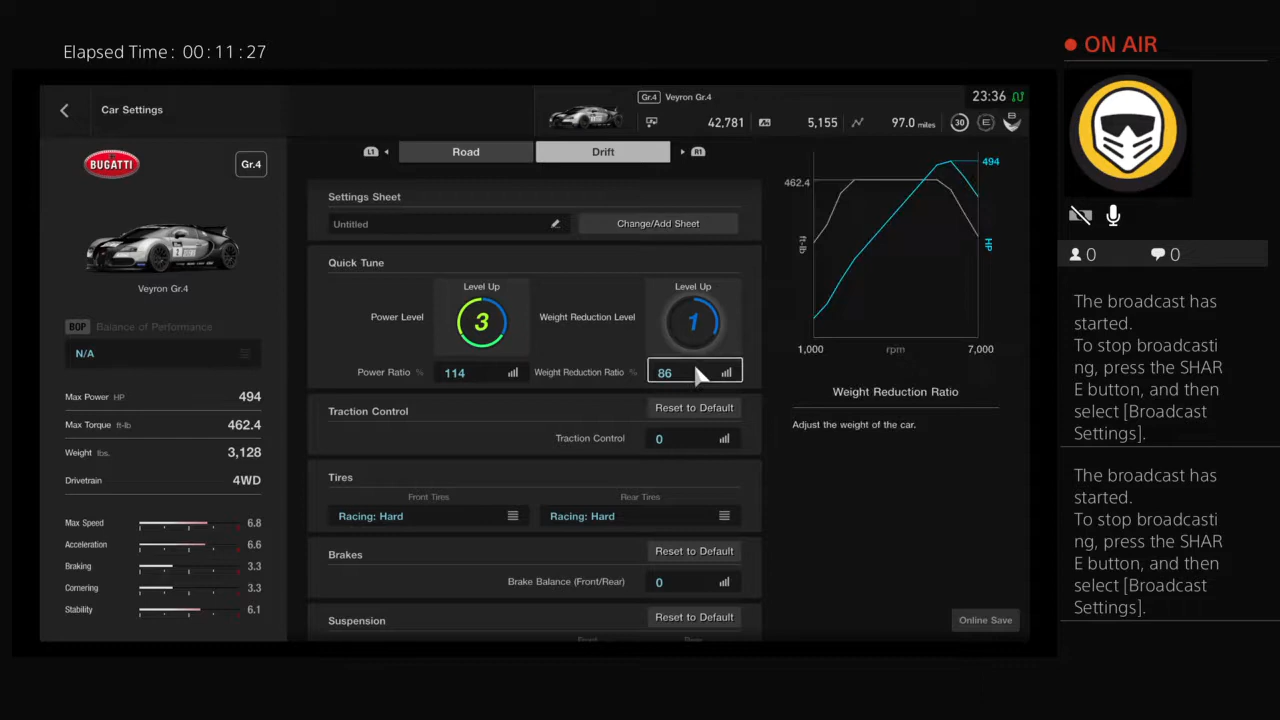 Elapsed Time: 00:11:27
ON AIR
Car Settings
Gr.4 Veyron Gr.4
42,781 5,155 97.0 miles 30 E B
23:36
BUGATTI
Gr.4
L1 Road Drift R1
Settings Sheet
Untitled Change/Add Sheet
Quick Tune
Level Up Level Up
Power Level 3 Weight Reduction Level 1
Power Ratio % 114 Weight Reduction Ratio % 86
Veyron Gr.4
BOP Balance of Performance
N/A
Max Power HP 494
Max Torque ft-lb 462.4
Weight lbs. 3,128
Drivetrain 4WD
Max Speed 6.8
Acceleration 6.6
Braking 3.3
Cornering 3.3
Stability 6.1
Traction Control Reset to Default
Traction Control 0
Tires
Front Tires Rear Tires
Racing: Hard Racing: Hard
Brakes Reset to Default
Brake Balance (Front/Rear) 0
Suspension Reset to Default
494
462.4
ft-lb HP
1,000 rpm 7,000
Weight Reduction Ratio
Adjust the weight of the car.
Online Save
0 0
The broadcast has
started.
To stop broadcasti
ng, press the SHAR
E button, and then
select [Broadcast
Settings].
The broadcast has
started.
To stop broadcasti
ng, press the SHAR
E button, and then
select [Broadcast
Settings].